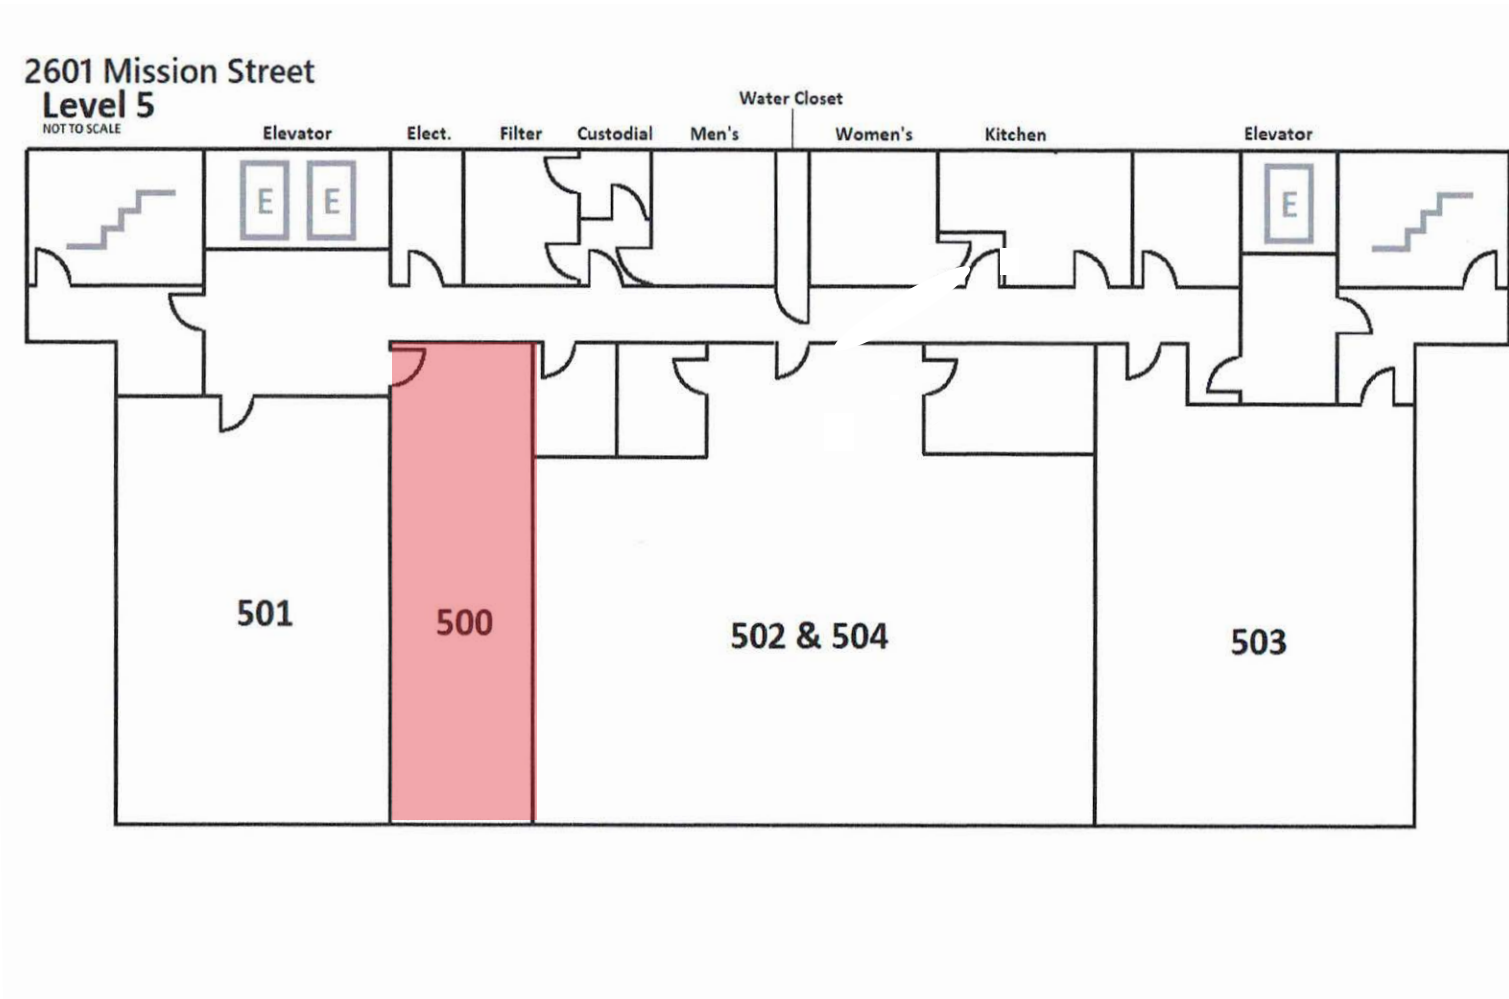 2601 Mission Street
Level 5
NOT TO SCALE
Water Closet
Elevator Elect. Filter Custodial Men's Women's Kitchen Elevator
E E E
501 500 502 & 504 503